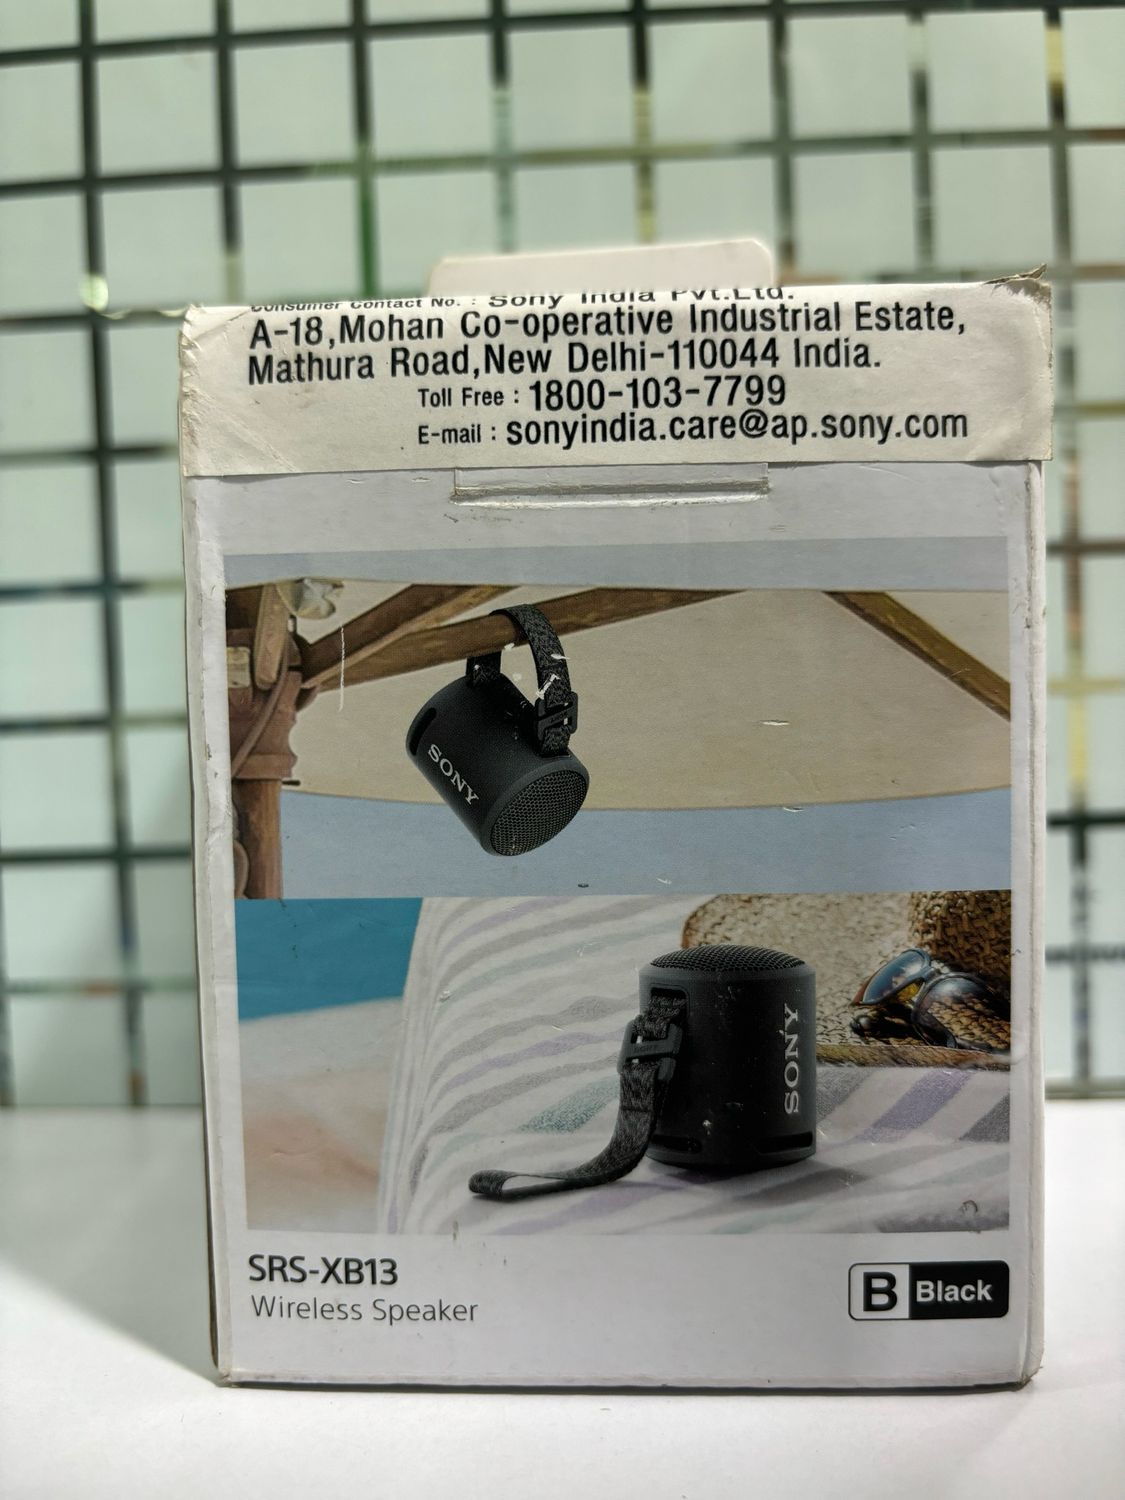 Consumer Contact No. : Sony India Pvt.Ltd.
A-18,Mohan Co-operative Industrial Estate,
Mathura Road,New Delhi-110044 India.
Toll Free : 1800-103-7799
E-mail : sonyindia.care@ap.sony.com
SONY
SONY
SRS-XB13
Wireless Speaker
B Black